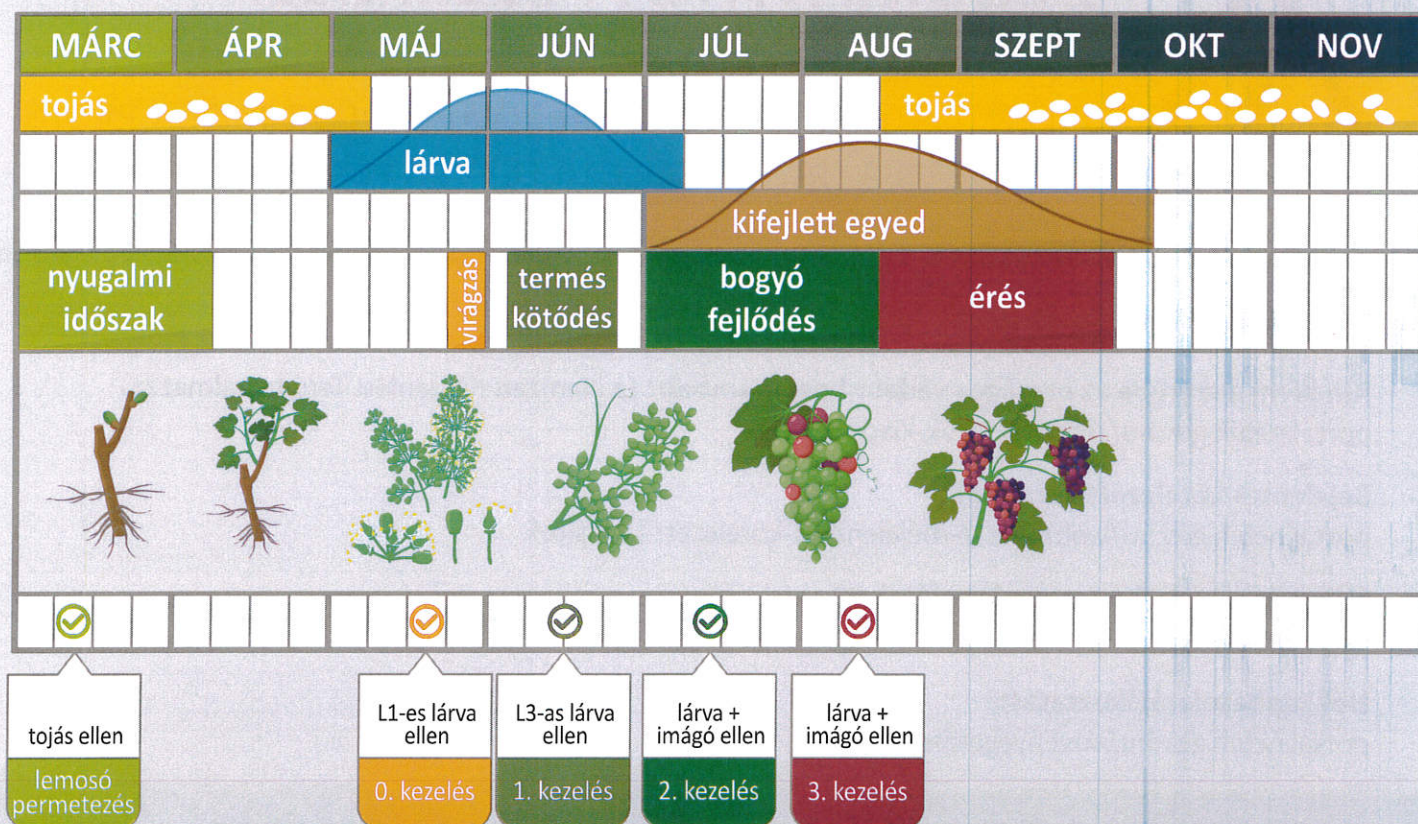 MÁRC ÁPR MÁJ JÚN JÚL AUG SZEPT OKT NOV
tojás tojás
lárva
kifejlett egyed
nyugalmi
időszak
virágzás
termés
kötődés
bogyó
fejlődés
érés
tojás ellen
lemosó
permetezés
L1-es lárva
ellen
0. kezelés
L3-as lárva
ellen
1. kezelés
lárva +
imágó ellen
2. kezelés
lárva +
imágó ellen
3. kezelés